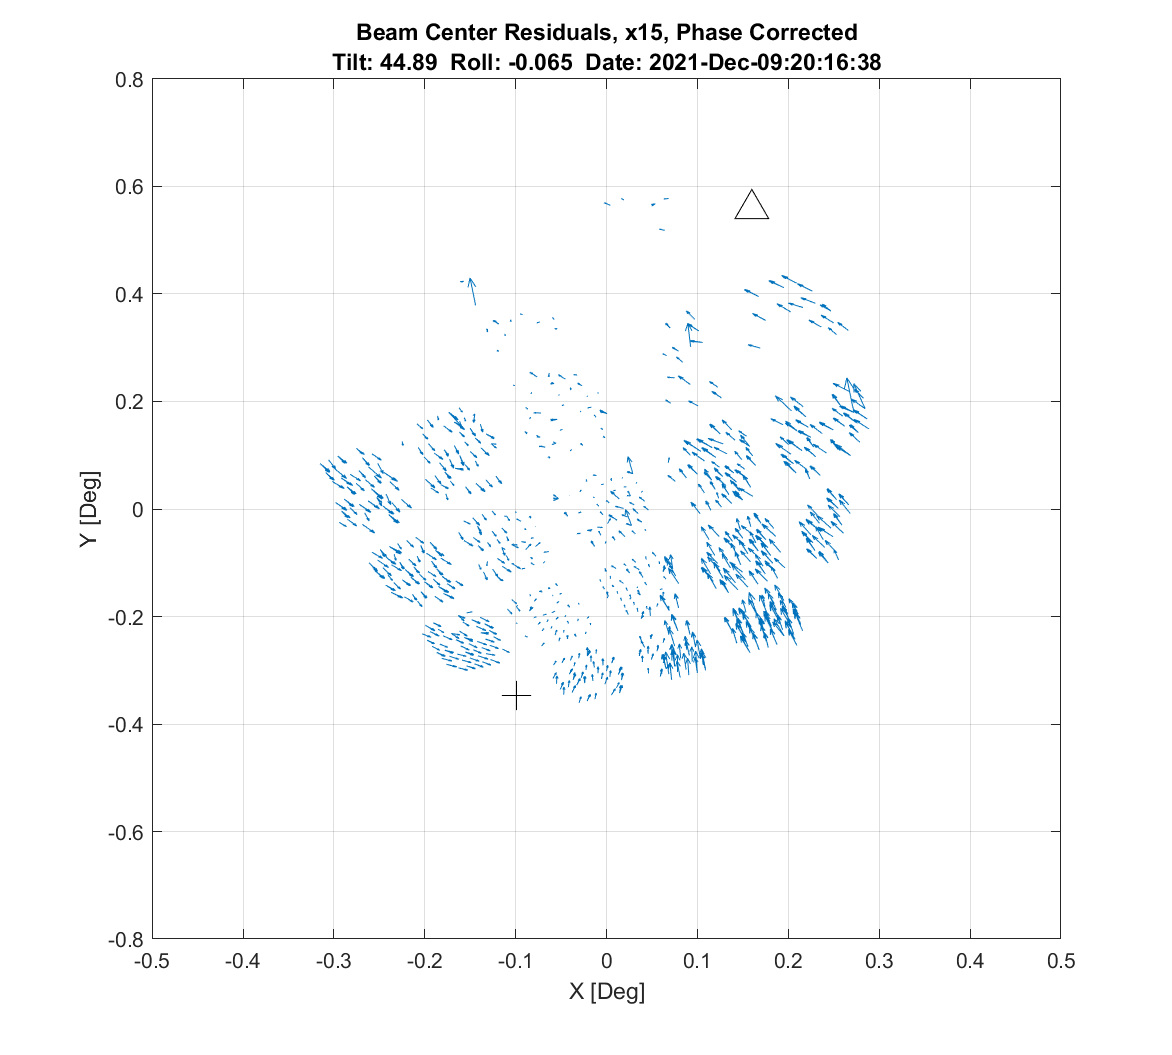 Beam Center Residuals, x15, Phase Corrected
Tilt: 44.89 Roll: -0.065 Date: 2021-Dec-09:20:16:38
0.8
0.6
0.4
0.2
0
-0.2
-0.4
-0.6
-0.8
Y [Deg]
-0.5 -0.4 -0.3 -0.2 -0.1 0 0.1 0.2 0.3 0.4 0.5
X [Deg]